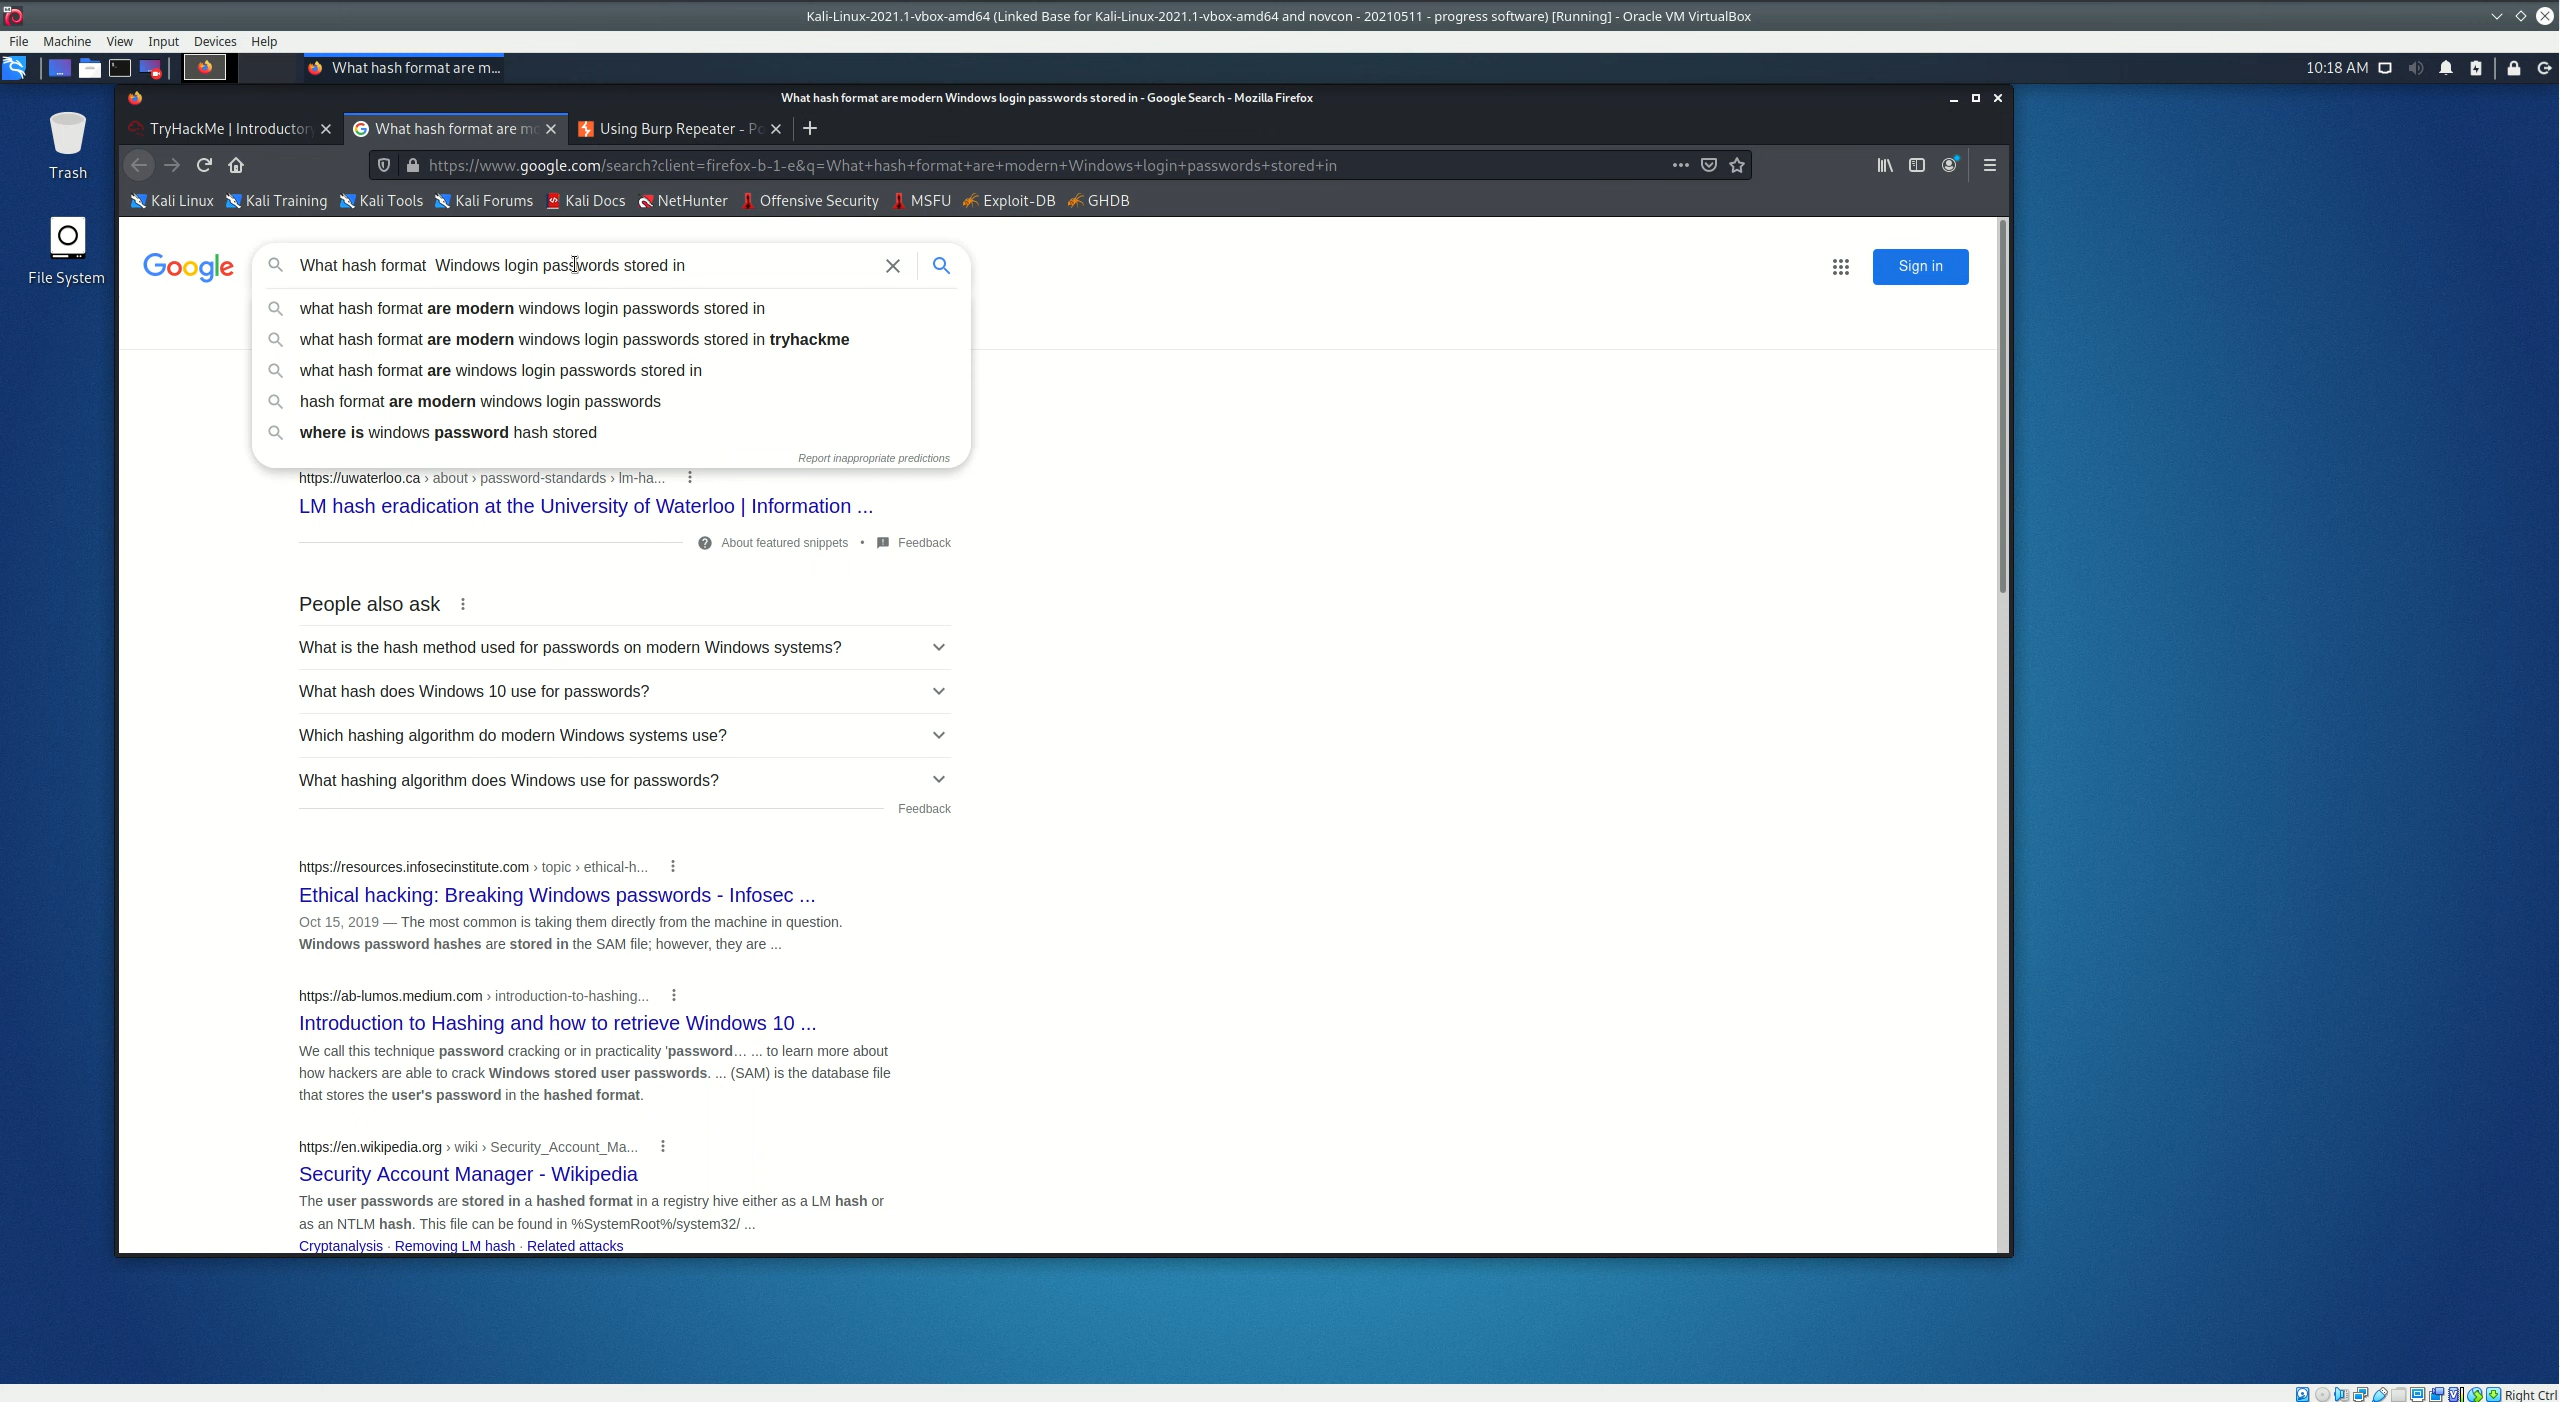 Kali-Linux-2021.1-vbox-amd64 (Linked Base for Kali-Linux-2021.1-vbox-amd64 and novcon - 20210511 - progress software) [Running] - Oracle VM VirtualBox
File Machine View Input Devices Help
What hash format are m...
10:18 AM
What hash format are modern Windows login passwords stored in - Google Search - Mozilla Firefox
TryHackMe | Introductor
What hash format are mo
Using Burp Repeater - Po
https://www.google.com/search?client=firefox-b-1-e&q=What+hash+format+are+modern+Windows+login+passwords+stored+in
Kali Linux Kali Training Kali Tools Kali Forums Kali Docs NetHunter Offensive Security MSFU Exploit-DB GHDB
Trash
File System
Google
What hash format  Windows login passwords stored in
Sign in
what hash format are modern windows login passwords stored in
what hash format are modern windows login passwords stored in tryhackme
what hash format are windows login passwords stored in
hash format are modern windows login passwords
where is windows password hash stored
Report inappropriate predictions
https://uwaterloo.ca › about › password-standards › lm-ha...
LM hash eradication at the University of Waterloo | Information ...
About featured snippets • Feedback
People also ask
What is the hash method used for passwords on modern Windows systems?
What hash does Windows 10 use for passwords?
Which hashing algorithm do modern Windows systems use?
What hashing algorithm does Windows use for passwords?
Feedback
https://resources.infosecinstitute.com › topic › ethical-h...
Ethical hacking: Breaking Windows passwords - Infosec ...
Oct 15, 2019 — The most common is taking them directly from the machine in question.
Windows password hashes are stored in the SAM file; however, they are ...
https://ab-lumos.medium.com › introduction-to-hashing...
Introduction to Hashing and how to retrieve Windows 10 ...
We call this technique password cracking or in practicality 'password… ... to learn more about
how hackers are able to crack Windows stored user passwords. ... (SAM) is the database file
that stores the user's password in the hashed format.
https://en.wikipedia.org › wiki › Security_Account_Ma...
Security Account Manager - Wikipedia
The user passwords are stored in a hashed format in a registry hive either as a LM hash or
as an NTLM hash. This file can be found in %SystemRoot%/system32/ ...
Cryptanalysis · Removing LM hash · Related attacks
Right Ctrl